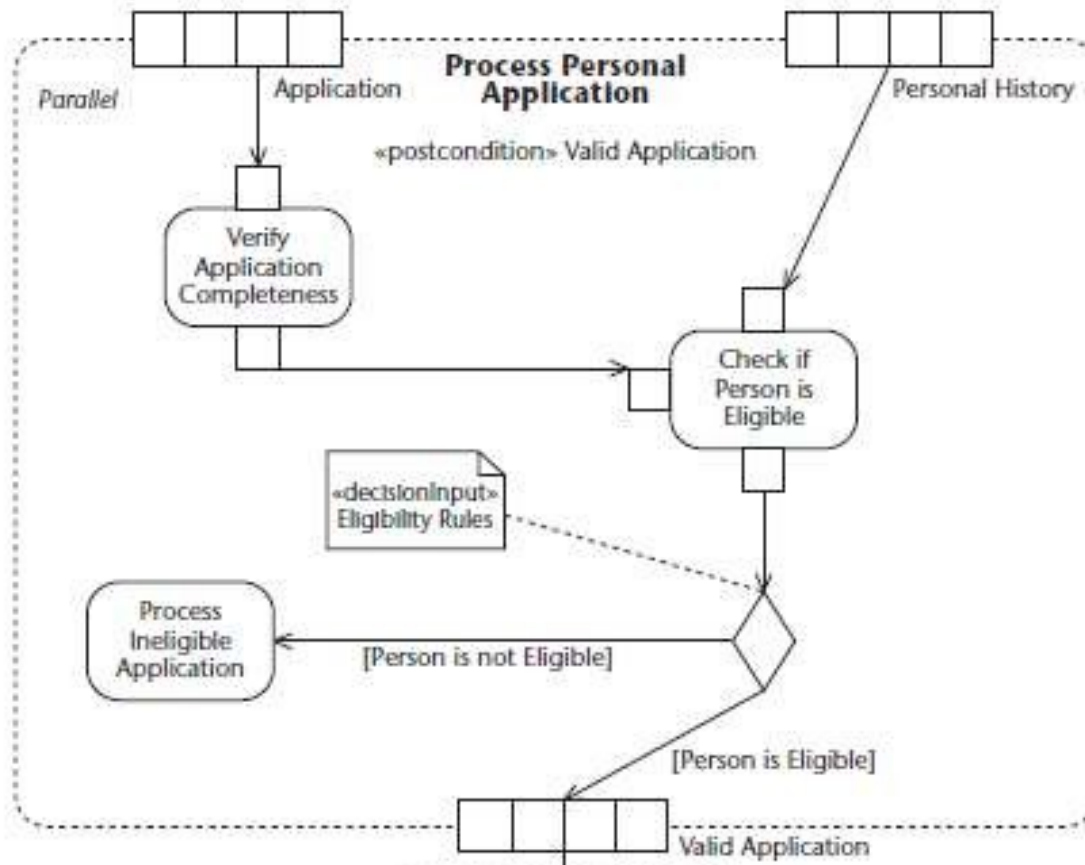 Process Personal
Application
Parallel
Application
Personal History
«postcondition» Valid Application
Verify
Application
Completeness
Check if
Person is
Eligible
«decisionInput»
Eligibility Rules
Process
Ineligible
Application
[Person is not Eligible]
[Person is Eligible]
Valid Application